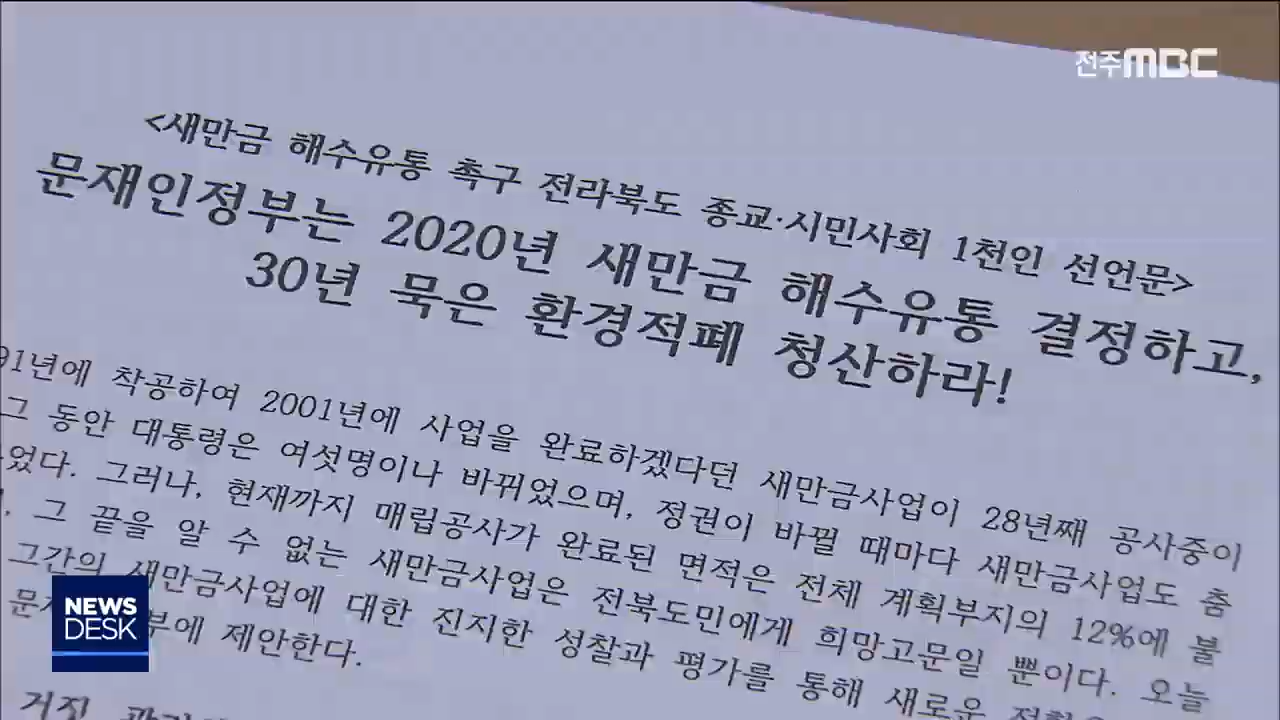 전주MBC
<새만금 해수유통 촉구 전라북도 종교·시민사회 1천인 선언문>
문재인정부는 2020년 새만금 해수유통 결정하고,
30년 묵은 환경적폐 청산하라!
91년에 착공하여 2001년에 사업을 완료하겠다던 새만금사업이 28년째 공사중이
그 동안 대통령은 여섯명이나 바뀌었으며, 정권이 바뀔 때마다 새만금사업도 춤
었다. 그러나, 현재까지 매립공사가 완료된 면적은 전체 계획부지의 12%에 불
그 끝을 알 수 없는 새만금사업은 전북도민에게 희망고문일 뿐이다. 오늘
그간의 새만금사업에 대한 진지한 성찰과 평가를 통해 새로운
부에 제안한다.
거짓
NEWS
DESK